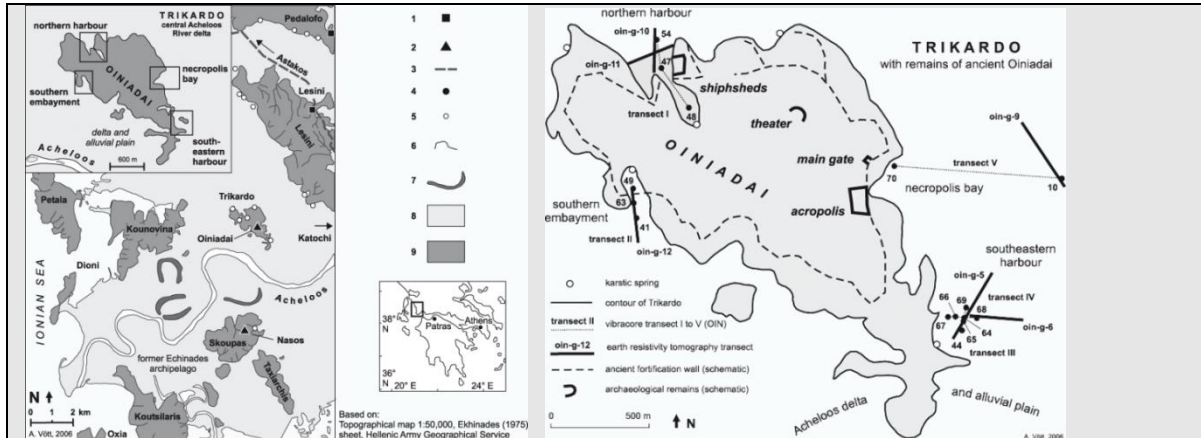 TRIKARDO
central Acheloos
River delta
northern harbour
necropolis
bay
OINIADAI
southern
embayment
delta and
alluvial plain
south-
eastern
harbour
Acheloos
600 m
Pedalofo
Astakos
Lesini
Lesini
Trikardo
Petala
Kounovina
Oiniadai
Katochi
Dioni
IONIAN SEA
Acheloos
Skoupas
Nasos
former Echinades
archipelago
Taxiarchis
Koutsilaris
Oxia
N
0 1 2 km
A. Vött, 2006
1
2
3
4
5
6
7
8
9
38°
N
Patras
Athens
36°
N
20° E
24° E
Based on:
Topographical map 1:50,000, Ekhinades (1975)
sheet, Hellenic Army Geographical Service
northern
harbour
oin-g-10
54
oin-g-11
47
shiphsheds
transect I
48
TRIKARDO
with remains of ancient Oiniadai
theater
OINIADAI
oin-g-9
main gate
transect V
70
10
necropolis bay
acropolis
49
63
southern
embayment
41
transect II
oin-g-12
southeastern
harbour
oin-g-5
transect IV
66
69
68
67
64
oin-g-6
65
44
transect III
karstic spring
contour of Trikardo
transect II
vibracore transect I to V (OIN)
oin-g-12
earth resistivity tomography transect
ancient fortification wall (schematic)
archaeological remains (schematic)
0 500 m
N
Acheloos delta
and alluvial plain
A. Vött, 2006